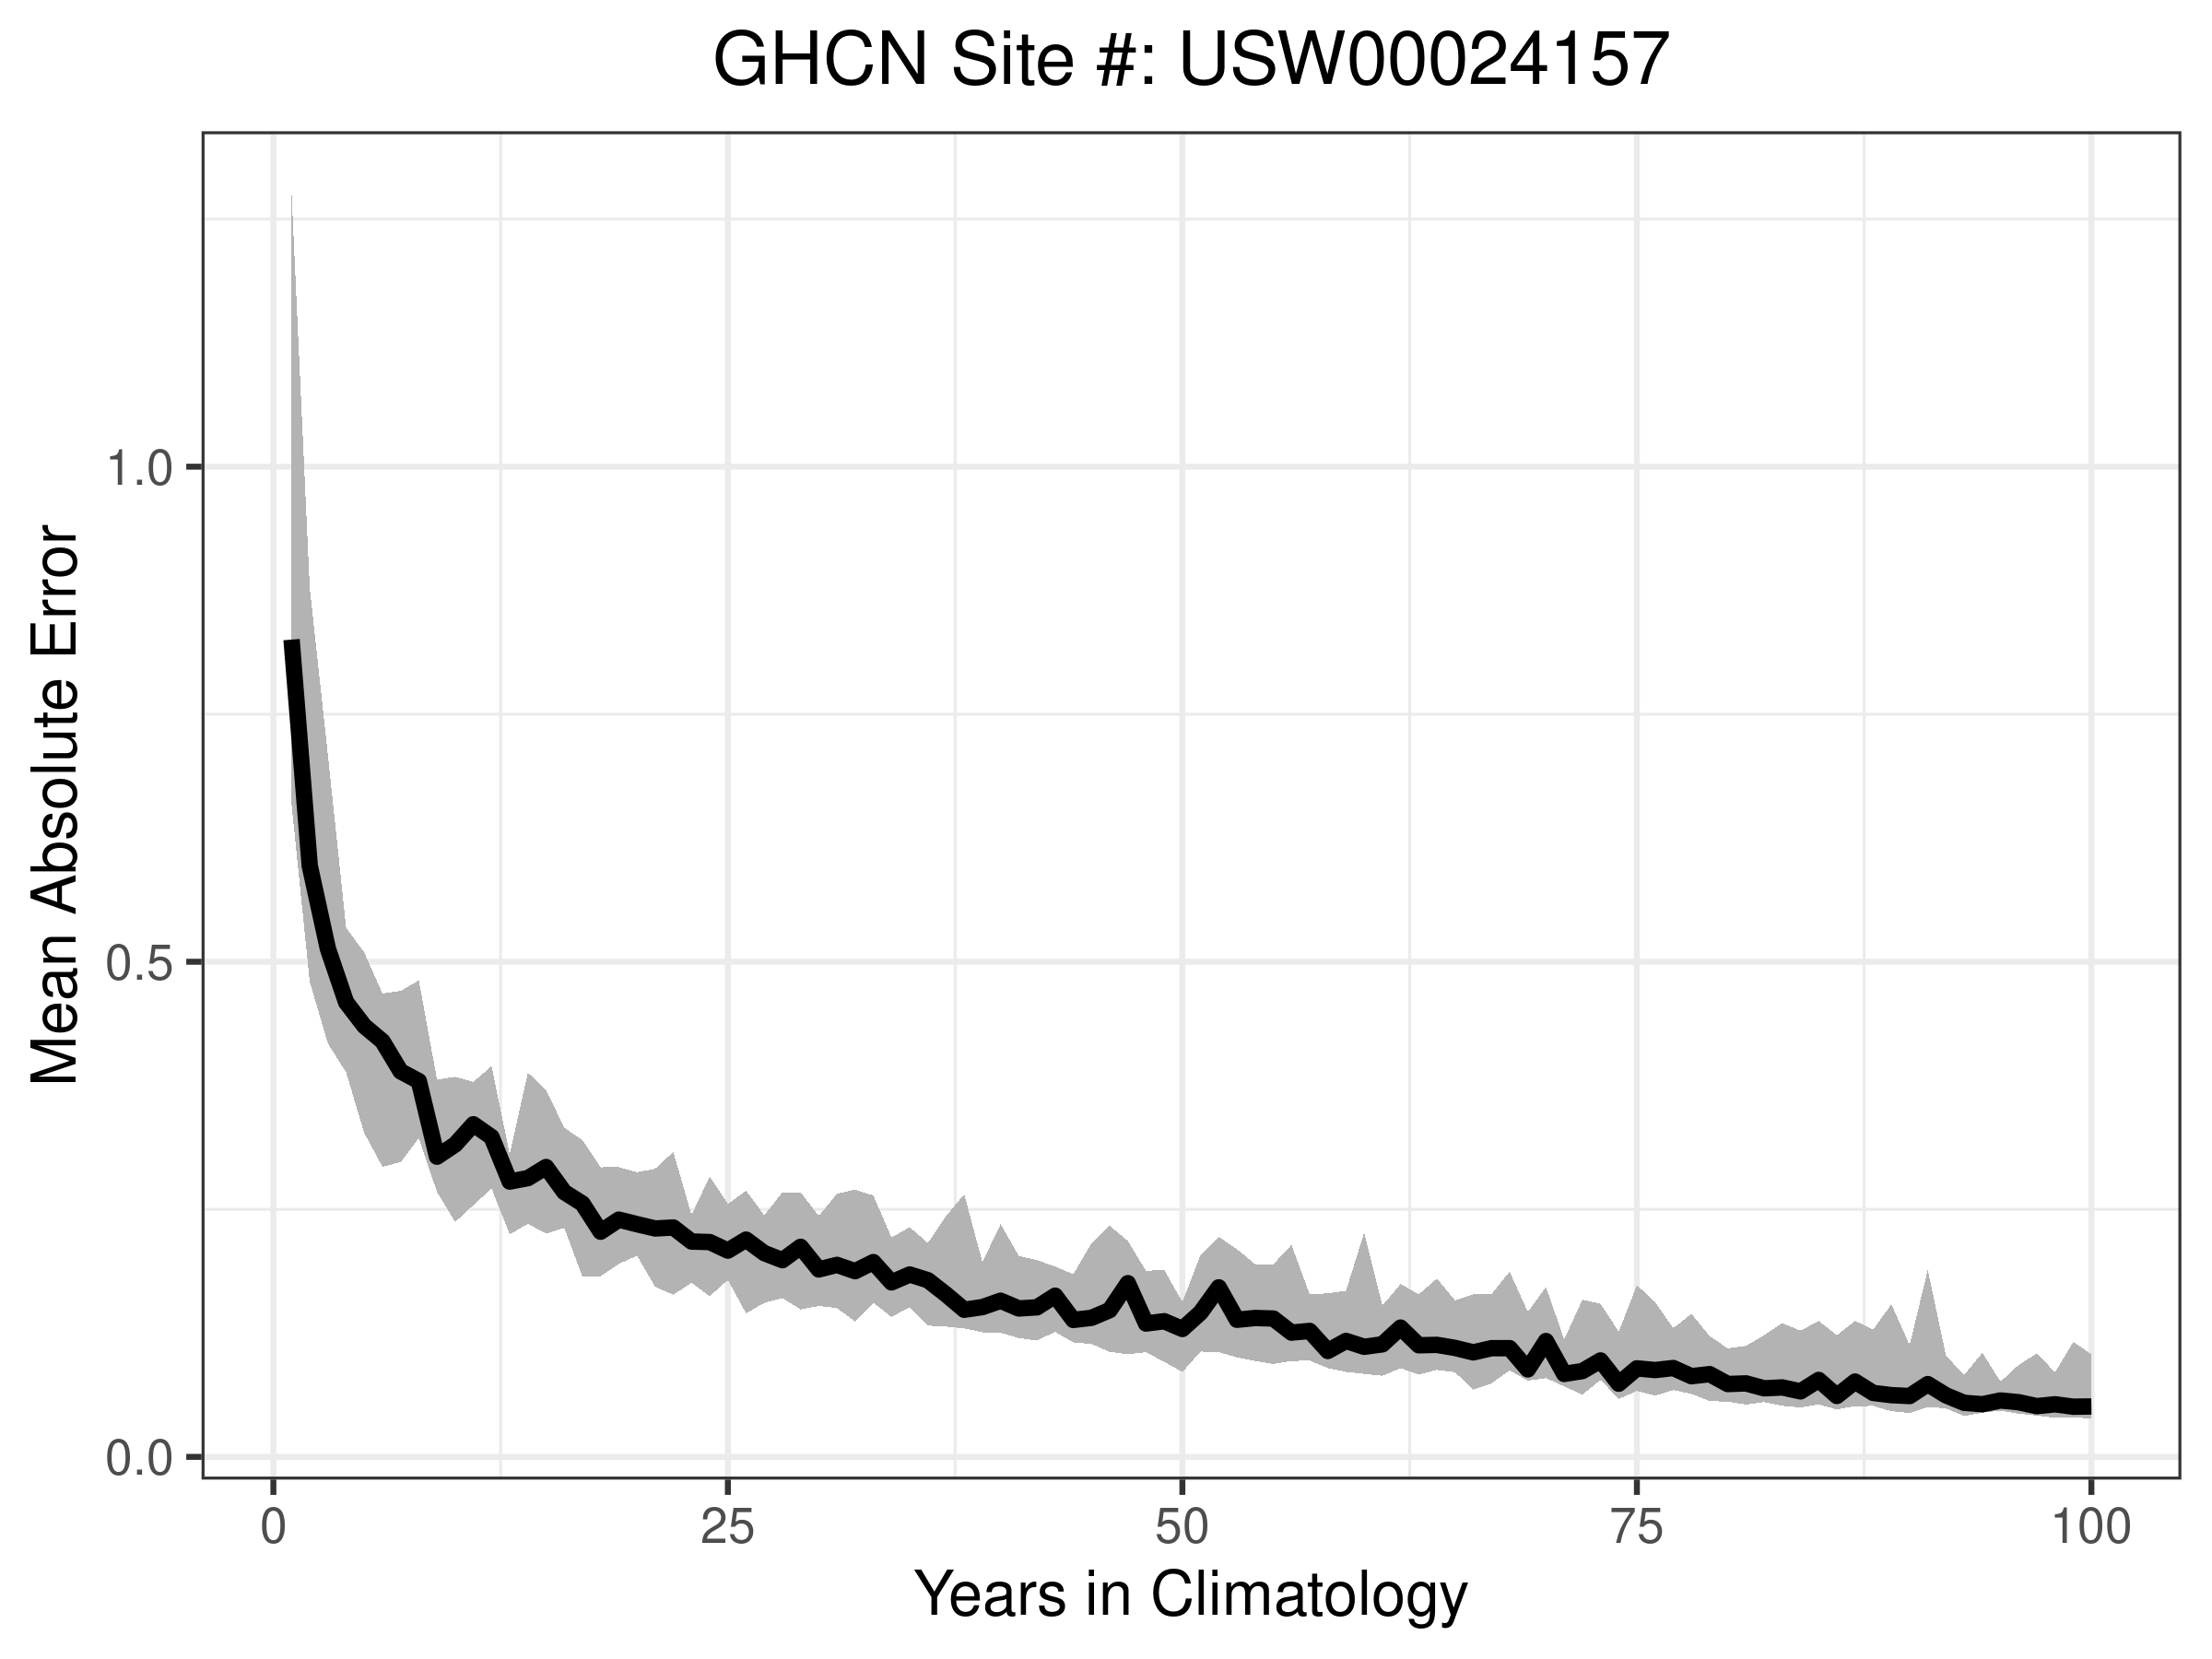 GHCN Site #: USW00024157
Mean Absolute Error
1.0
0.5
0.0
0 25 50 75 100
Years in Climatology